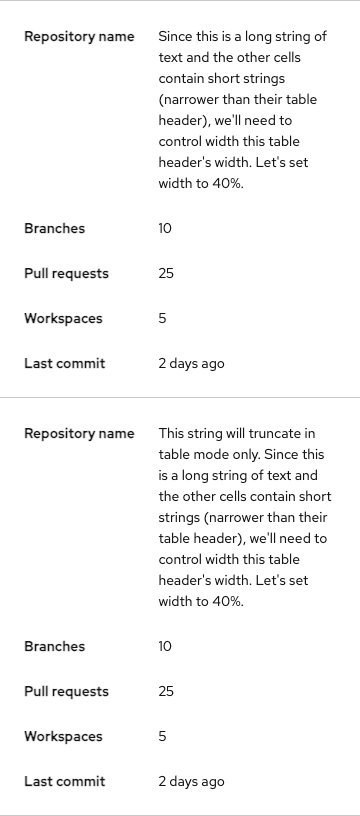 Repository name Since this is a long string of
text and the other cells
contain short strings
(narrower than their table
header), we'll need to
control width this table
header's width. Let's set
width to 40%.
Branches 10
Pull requests 25
Workspaces 5
Last commit 2 days ago
Repository name This string will truncate in
table mode only. Since this
is a long string of text and
the other cells contain short
strings (narrower than their
table header), we'll need to
control width this table
header's width. Let's set
width to 40%.
Branches 10
Pull requests 25
Workspaces 5
Last commit 2 days ago